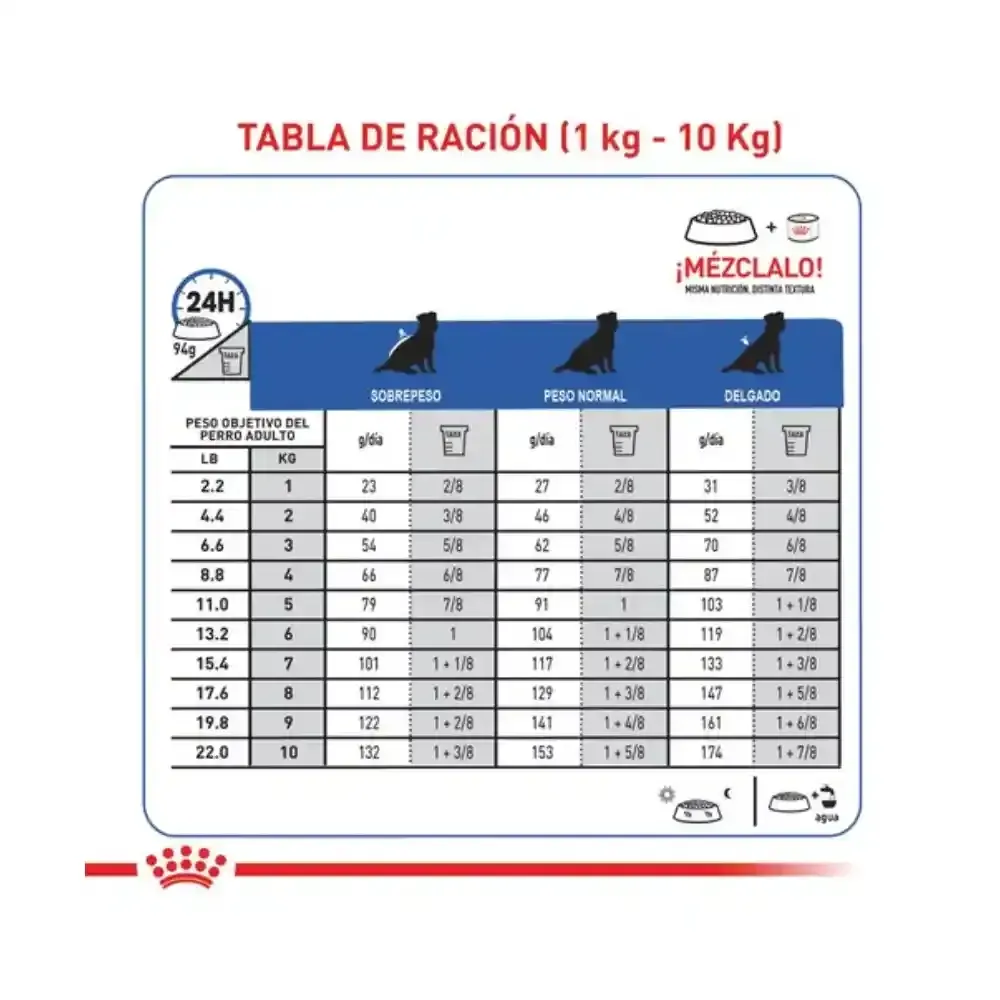 TABLA DE RACIÓN (1 kg - 10 Kg)
+
¡MÉZCLALO!
MISMA NUTRICIÓN, DISTINTA TEXTURA
24H
94g
TAZA
SOBREPESO PESO NORMAL DELGADO
PESO OBJETIVO DEL
PERRO ADULTO
g/día TAZA g/día TAZA g/día TAZA
LB KG
2.2 1 23 2/8 27 2/8 31 3/8
4.4 2 40 3/8 46 4/8 52 4/8
6.6 3 54 5/8 62 5/8 70 6/8
8.8 4 66 6/8 77 7/8 87 7/8
11.0 5 79 7/8 91 1 103 1 + 1/8
13.2 6 90 1 104 1 + 1/8 119 1 + 2/8
15.4 7 101 1 + 1/8 117 1 + 2/8 133 1 + 3/8
17.6 8 112 1 + 2/8 129 1 + 3/8 147 1 + 5/8
19.8 9 122 1 + 2/8 141 1 + 4/8 161 1 + 6/8
22.0 10 132 1 + 3/8 153 1 + 5/8 174 1 + 7/8
+
agua